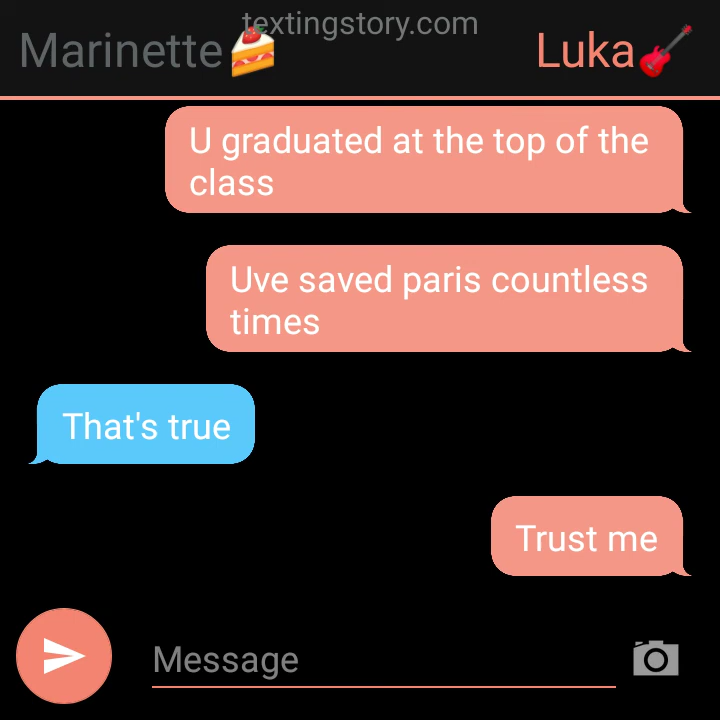 textingstory.com
Marinette🍰
Luka🎸
U graduated at the top of the
class
Uve saved paris countless
times
That's true
Trust me
Message